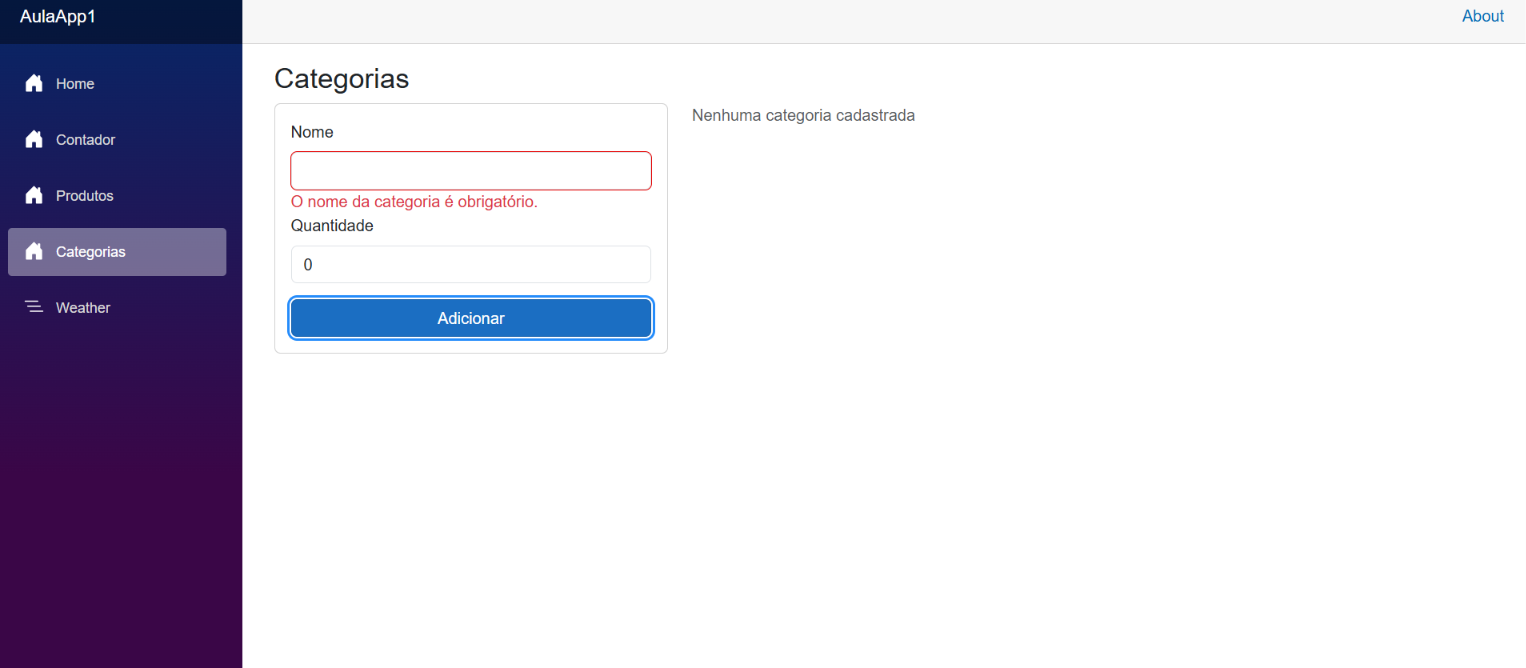 AulaApp1
About
Home
Contador
Produtos
Categorias
Weather
Categorias
Nome
O nome da categoria é obrigatório.
Quantidade
0
Adicionar
Nenhuma categoria cadastrada